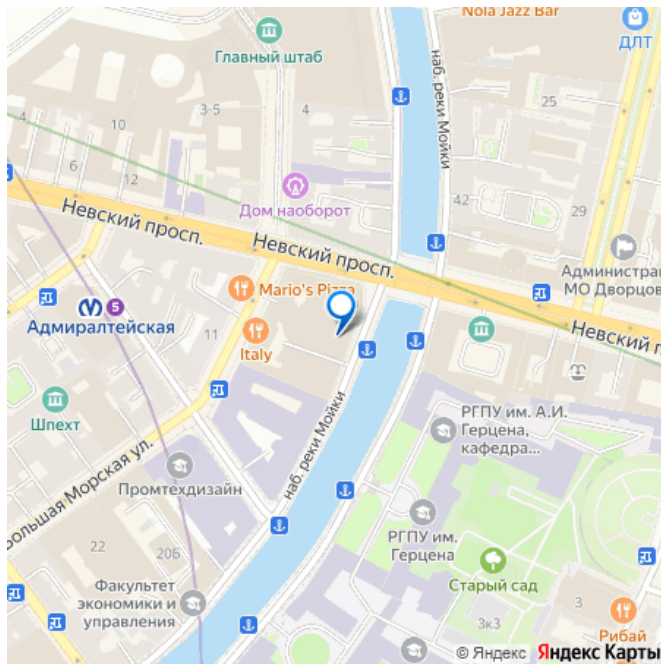 Nola Jazz Bar
ДЛТ
Главный штаб
наб. реки Мойки
3-5
4
25
4
10
6
12
Дом наоборот
42
29
Невский просп.
Невский просп.
Администрац
МО Дворцов
Mario's Pizza
5
Адмиралтейская
11
Italy
Невский п
Шпехт
наб. реки Мойки
РГПУ им. А.И.
Герцена,
кафедра...
Большая Морская ул.
Промтехдизайн
22
20Б
РГПУ им.
Герцена
Старый сад
Факультет
экономики и
управления
3
3к3
Рибай
© Яндекс Яндекс Карты